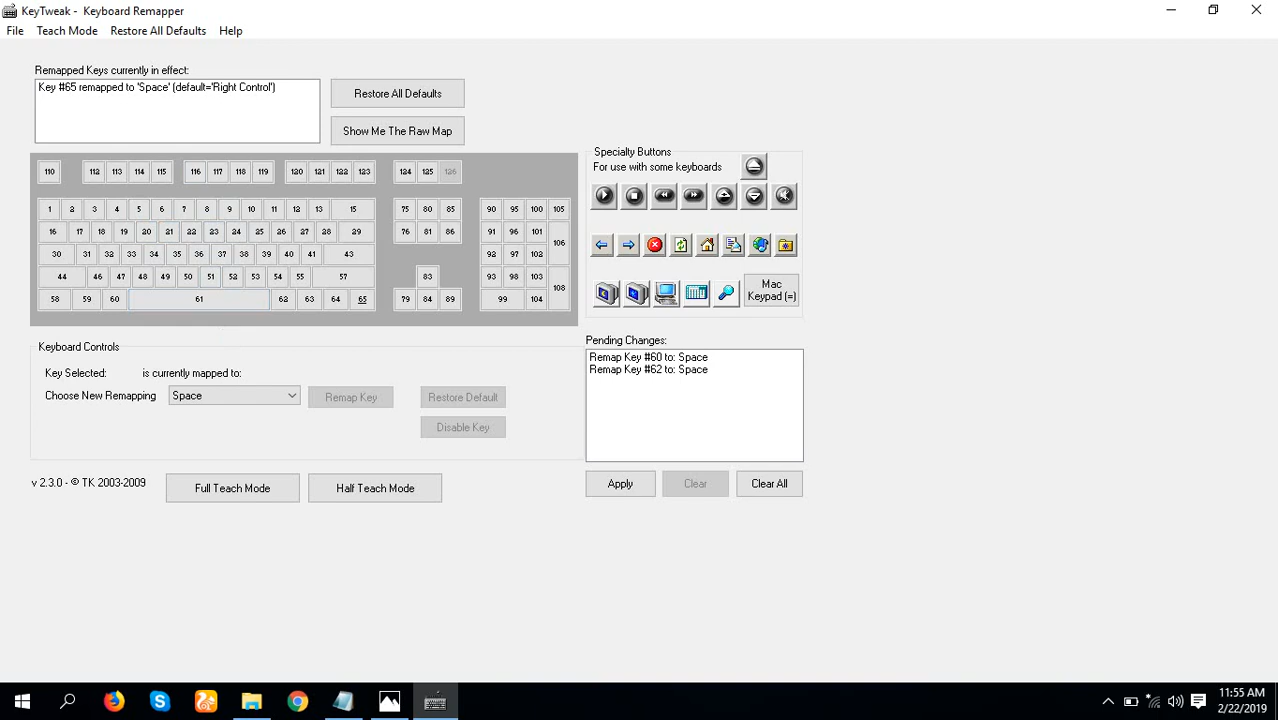 KeyTweak - Keyboard Remapper
File Teach Mode Restore All Defaults Help
Remapped Keys currently in effect:
Key #65 remapped to 'Space' (default='Right Control')
Restore All Defaults
Show Me The Raw Map
110 112 113 114 115 116 117 118 119 120 121 122 123 124 125 126
1 2 3 4 5 6 7 8 9 10 11 12 13 15 75 80 85 90 95 100 105
16 17 18 19 20 21 22 23 24 25 26 27 28 29 76 81 86 91 96 101
106
30 31 32 33 34 35 36 37 38 39 40 41 43 92 97 102
44 46 47 48 49 50 51 52 53 54 55 57 83 93 98 103
108
58 59 60 61 62 63 64 65 79 84 89 99 104
Specialty Buttons
For use with some keyboards
Mac
Keypad (=)
Keyboard Controls
Key Selected: is currently mapped to:
Choose New Remapping Space Remap Key Restore Default
Disable Key
Pending Changes:
Remap Key #60 to: Space
Remap Key #62 to: Space
Apply Clear Clear All
v 2.3.0 - © TK 2003-2009 Full Teach Mode Half Teach Mode
11:55 AM
2/22/2019